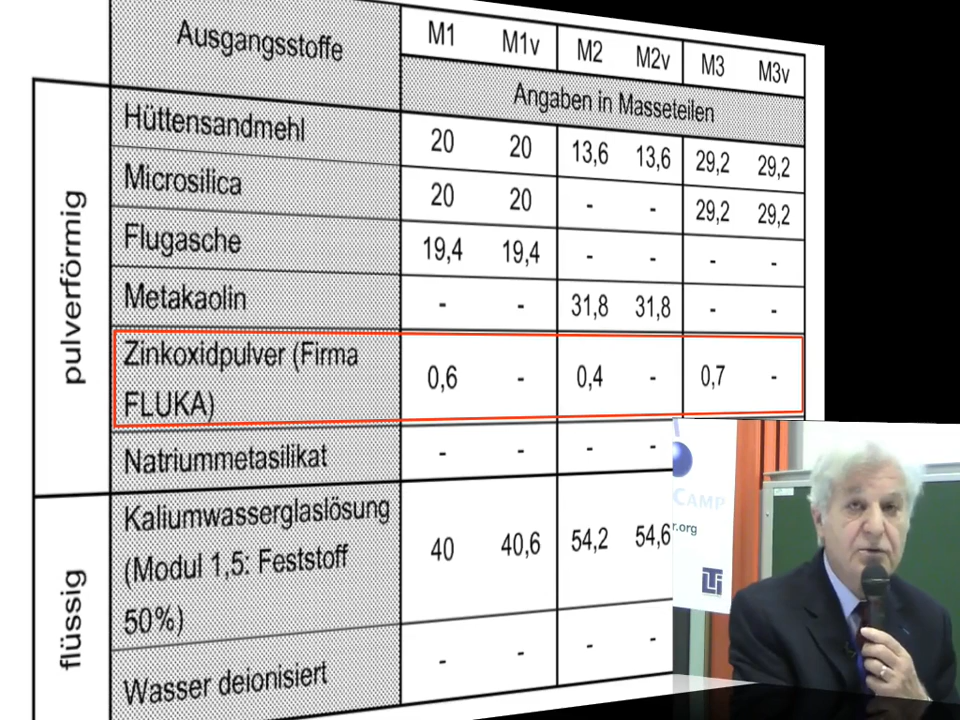 Ausgangsstoffe M1 M1v M2 M2v M3 M3v
Angaben in Masseteilen
pulverförmig
Hüttensandmehl 20 20 13,6 13,6 29,2 29,2
Microsilica 20 20 - - 29,2 29,2
Flugasche 19,4 19,4 - - - -
Metakaolin - - 31,8 31,8 - -
Zinkoxidpulver (Firma
FLUKA) 0,6 - 0,4 - 0,7 -
Natriummetasilikat - - - -
flüssig
Kaliumwasserglaslösung
(Modul 1,5: Feststoff 40 40,6 54,2 54,6
50%)
Wasser deionisiert - - - -
CAMP
r.org